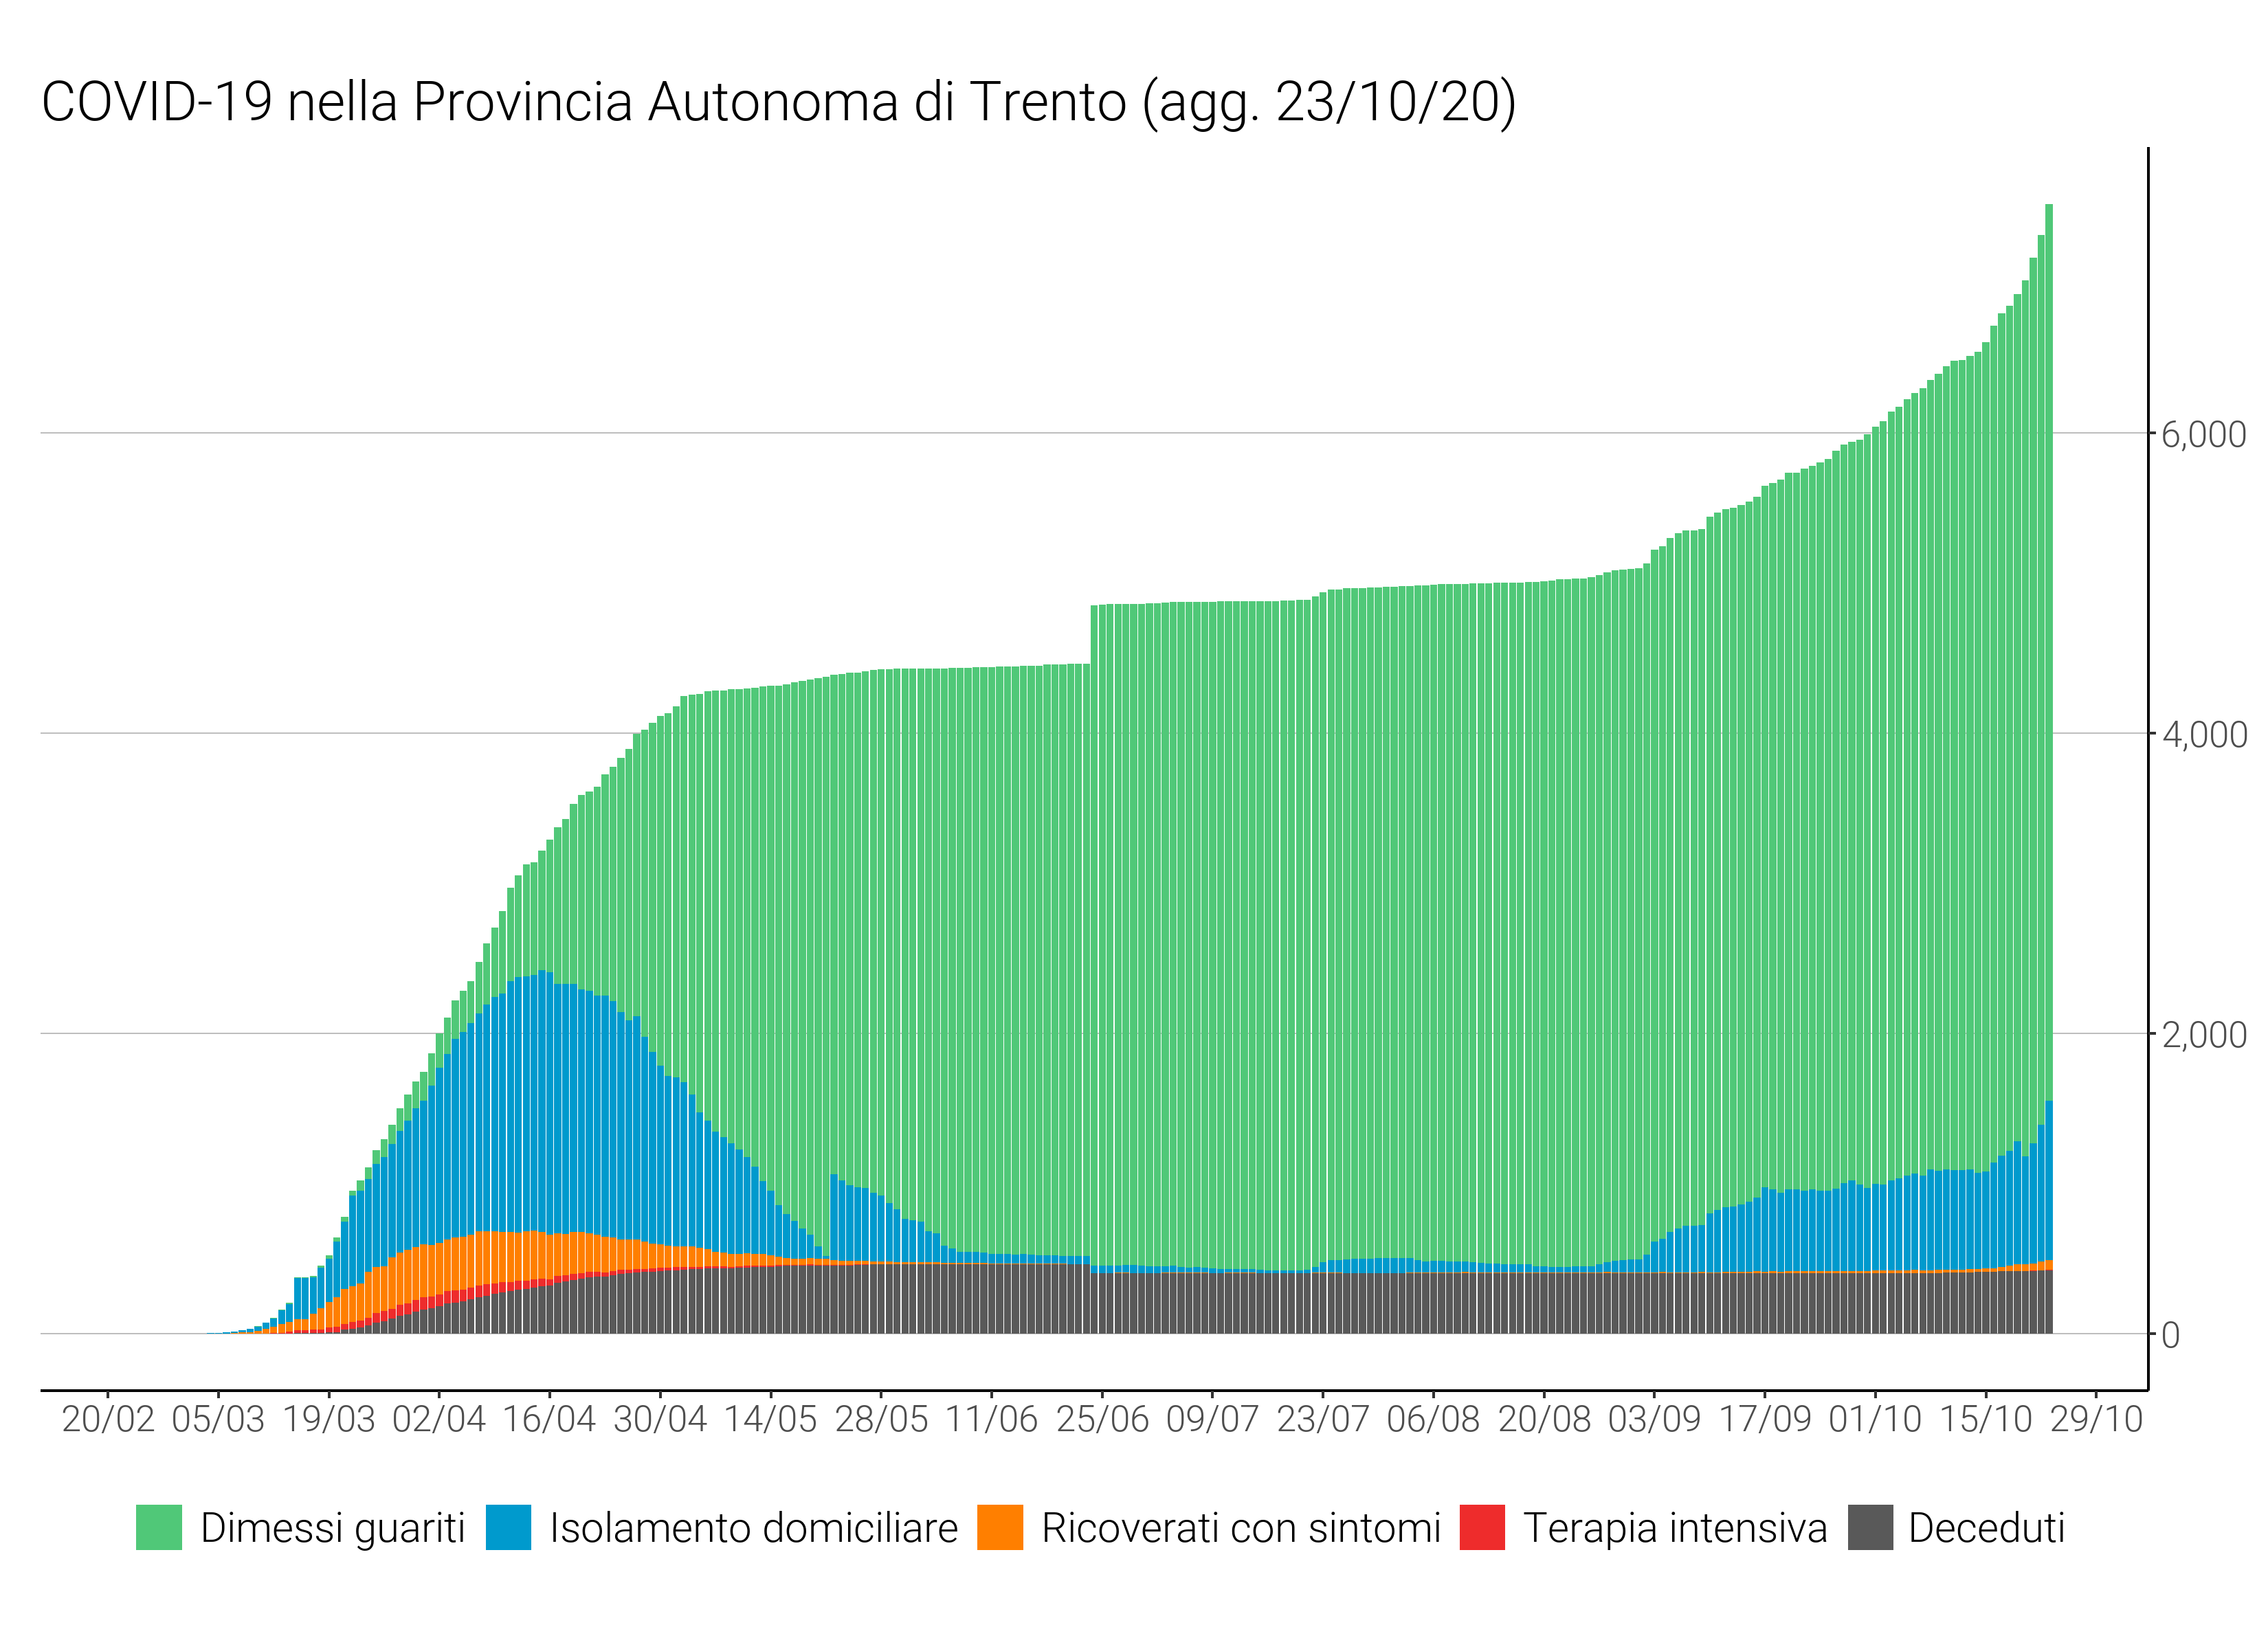 COVID-19 nella Provincia Autonoma di Trento (agg. 23/10/20)
6,000
4,000
2,000
0
20/02 05/03 19/03 02/04 16/04 30/04 14/05 28/05 11/06 25/06 09/07 23/07 06/08 20/08 03/09 17/09 01/10 15/10 29/10
Dimessi guariti Isolamento domiciliare Ricoverati con sintomi Terapia intensiva Deceduti